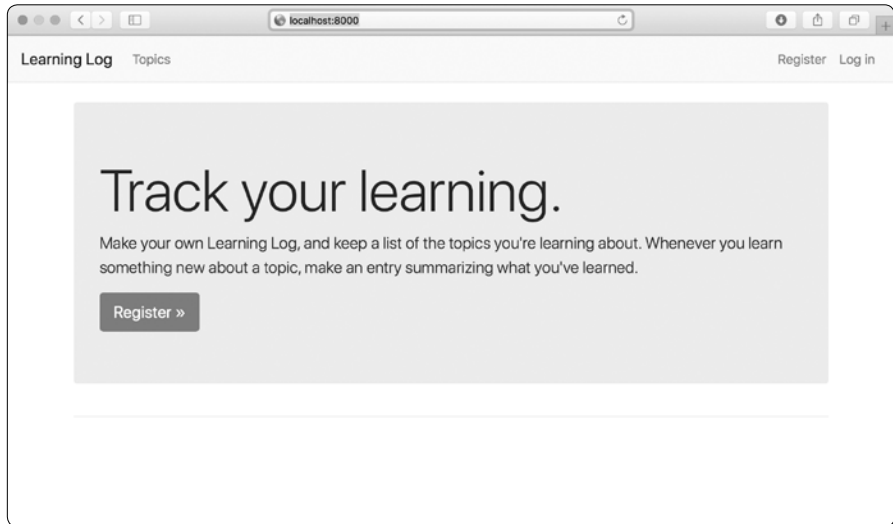 localhost:8000
Learning Log Topics Register Log in
Track your learning.
Make your own Learning Log, and keep a list of the topics you're learning about. Whenever you learn
something new about a topic, make an entry summarizing what you've learned.
Register »